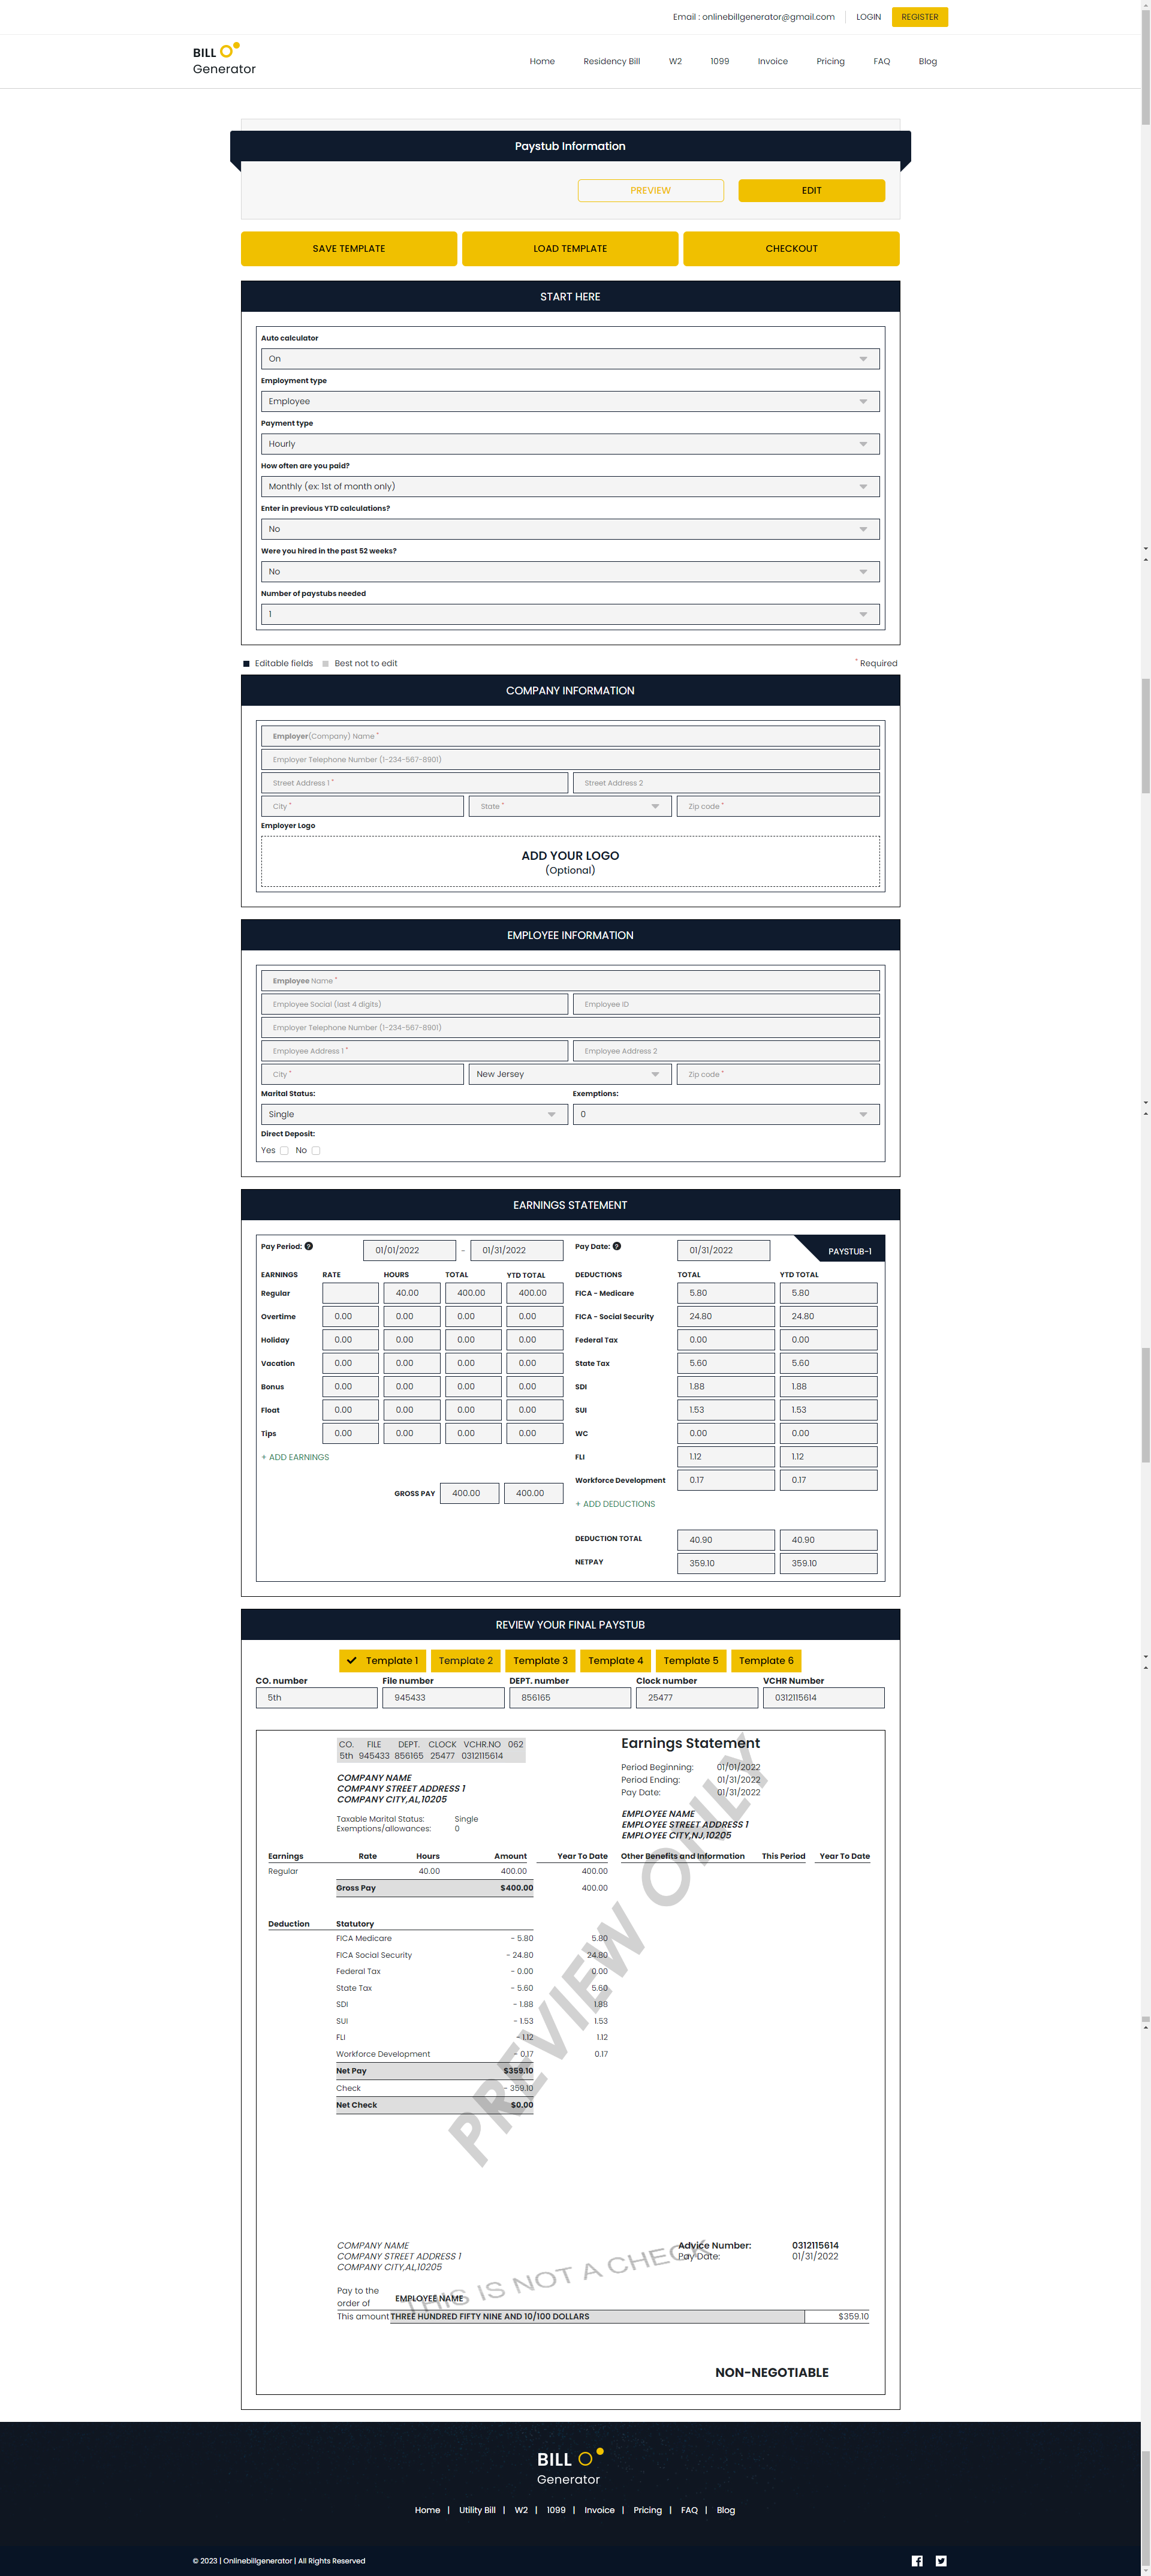 Email : onlinebillgenerator@gmail.com LOGIN REGISTER
BILL
Generator
Home Residency Bill W2 1099 Invoice Pricing FAQ Blog
Paystub Information
PREVIEW EDIT
SAVE TEMPLATE LOAD TEMPLATE CHECKOUT
START HERE
Auto calculator
On
Employment type
Employee
Payment type
Hourly
How often are you paid?
Monthly (ex: 1st of month only)
Enter in previous YTD calculations?
No
Were you hired in the past 52 weeks?
No
Number of paystubs needed
1
Editable fields Best not to edit * Required
COMPANY INFORMATION
Employer(Company) Name *
Employer Telephone Number (1-234-567-8901)
Street Address 1 * Street Address 2
City * State * Zip code *
Employer Logo
ADD YOUR LOGO
(Optional)
EMPLOYEE INFORMATION
Employee Name *
Employee Social (last 4 digits) Employee ID
Employer Telephone Number (1-234-567-8901)
Employee Address 1 * Employee Address 2
City * New Jersey Zip code *
Marital Status: Exemptions:
Single 0
Direct Deposit:
Yes No
EARNINGS STATEMENT
Pay Period: ? 01/01/2022 - 01/31/2022 Pay Date: ? 01/31/2022 PAYSTUB-1
EARNINGS RATE HOURS TOTAL YTD TOTAL DEDUCTIONS TOTAL YTD TOTAL
Regular 40.00 400.00 400.00 FICA - Medicare 5.80 5.80
Overtime 0.00 0.00 0.00 0.00 FICA - Social Security 24.80 24.80
Holiday 0.00 0.00 0.00 0.00 Federal Tax 0.00 0.00
Vacation 0.00 0.00 0.00 0.00 State Tax 5.60 5.60
Bonus 0.00 0.00 0.00 0.00 SDI 1.88 1.88
Float 0.00 0.00 0.00 0.00 SUI 1.53 1.53
Tips 0.00 0.00 0.00 0.00 WC 0.00 0.00
+ ADD EARNINGS FLI 1.12 1.12
Workforce Development 0.17 0.17
GROSS PAY 400.00 400.00
+ ADD DEDUCTIONS
DEDUCTION TOTAL 40.90 40.90
NETPAY 359.10 359.10
REVIEW YOUR FINAL PAYSTUB
Template 1 Template 2 Template 3 Template 4 Template 5 Template 6
CO. number File number DEPT. number Clock number VCHR Number
5th 945433 856165 25477 0312115614
CO. FILE DEPT. CLOCK VCHR.NO 062
5th 945433 856165 25477 0312115614
Earnings Statement
Period Beginning: 01/01/2022
Period Ending: 01/31/2022
Pay Date: 01/31/2022
COMPANY NAME
COMPANY STREET ADDRESS 1
COMPANY CITY,AL,10205
Taxable Marital Status: Single
Exemptions/allowances: 0
EMPLOYEE NAME
EMPLOYEE STREET ADDRESS 1
EMPLOYEE CITY,NJ,10205
Earnings Rate Hours Amount Year To Date Other Benefits and Information This Period Year To Date
Regular 40.00 400.00 400.00
Gross Pay $400.00 400.00
Deduction Statutory
FICA Medicare - 5.80 5.80
FICA Social Security - 24.80 24.80
Federal Tax - 0.00 0.00
State Tax - 5.60 5.60
SDI - 1.88 1.88
SUI - 1.53 1.53
FLI - 1.12 1.12
Workforce Development - 0.17 0.17
Net Pay $359.10
Check - 359.10
Net Check $0.00
PREVIEW ONLY
COMPANY NAME
COMPANY STREET ADDRESS 1
COMPANY CITY,AL,10205
Advice Number: 0312115614
Pay Date: 01/31/2022
THIS IS NOT A CHECK
Pay to the
order of EMPLOYEE NAME
This amount THREE HUNDRED FIFTY NINE AND 10/100 DOLLARS $359.10
NON-NEGOTIABLE
BILL
Generator
Home | Utility Bill | W2 | 1099 | Invoice | Pricing | FAQ | Blog
© 2023 | Onlinebillgenerator | All Rights Reserved